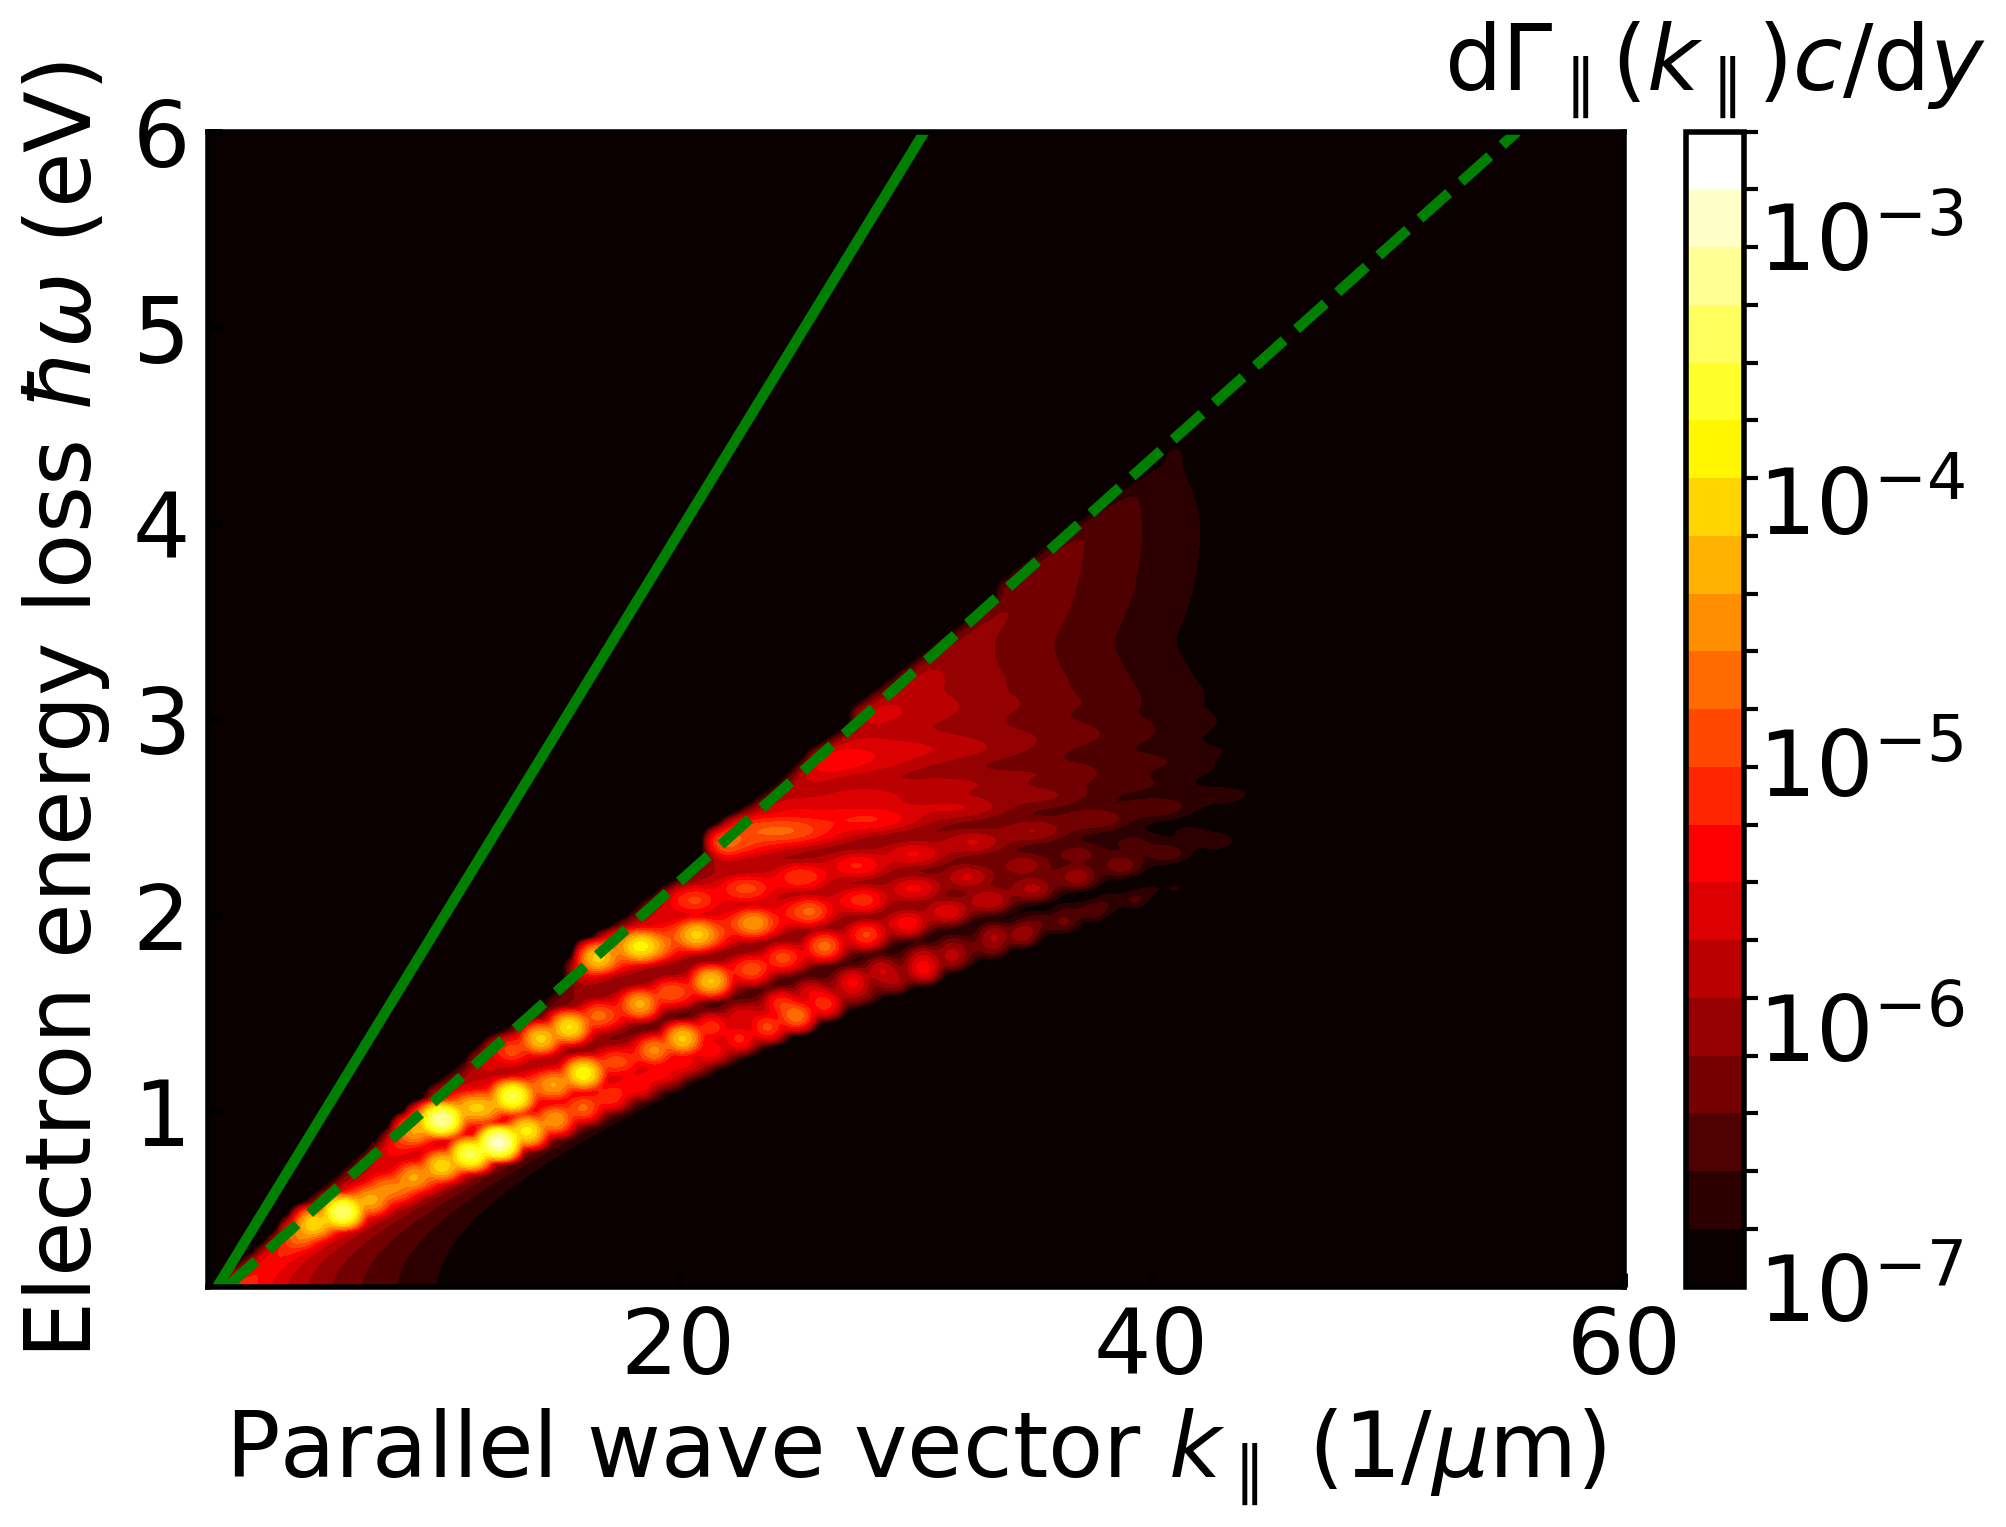 dΓ∥(k∥)c/dy
Electron energy loss ħω (eV)
6
5
4
3
2
1
20 40 60
Parallel wave vector k∥ (1/μm)
10⁻³
10⁻⁴
10⁻⁵
10⁻⁶
10⁻⁷